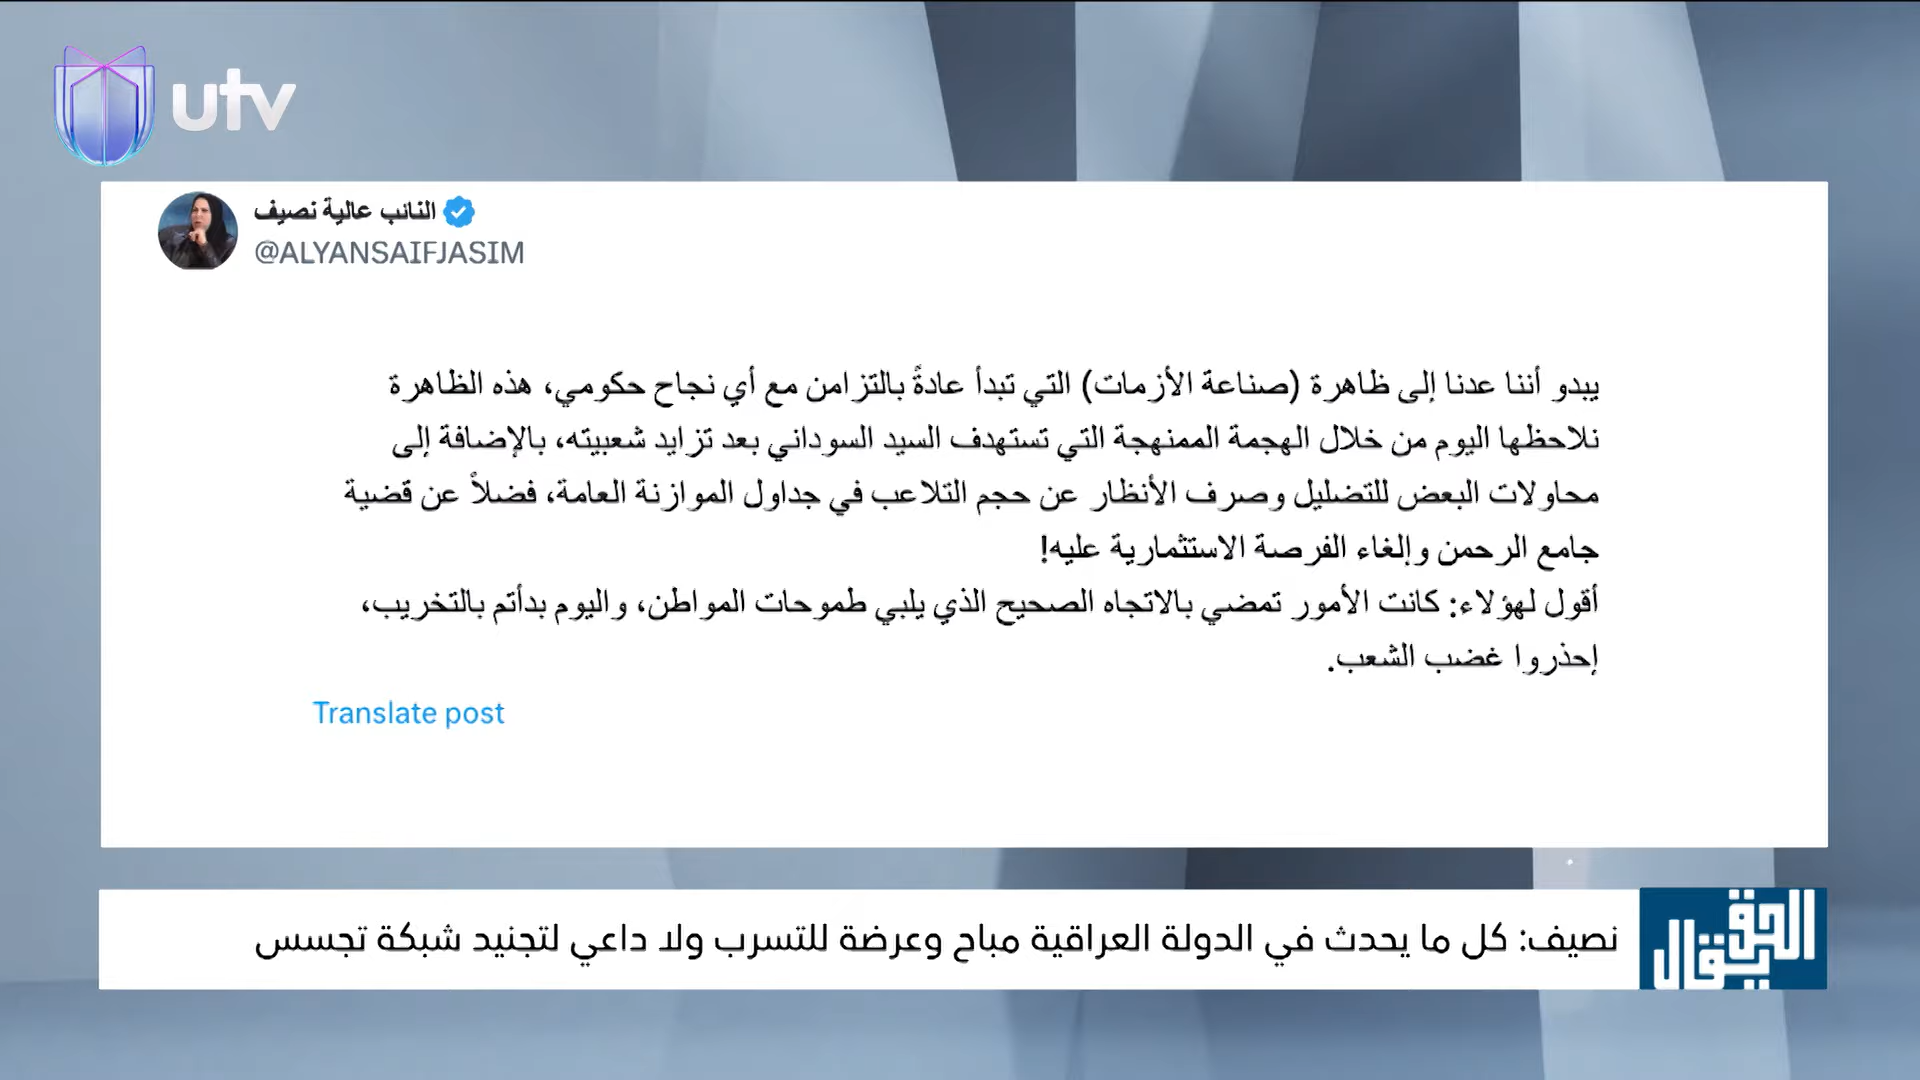 utv
النائب عالية نصيف
@ALYANSAIFJASIM
يبدو أننا عدنا إلى ظاهرة (صناعة الأزمات) التي تبدأ عادةً بالتزامن مع أي نجاح حكومي، هذه الظاهرة
نلاحظها اليوم من خلال الهجمة الممنهجة التي تستهدف السيد السوداني بعد تزايد شعبيته، بالإضافة إلى
محاولات البعض للتضليل وصرف الأنظار عن حجم التلاعب في جداول الموازنة العامة، فضلاً عن قضية
جامع الرحمن وإلغاء الفرصة الاستثمارية عليه!
أقول لهؤلاء: كانت الأمور تمضي بالاتجاه الصحيح الذي يلبي طموحات المواطن، واليوم بدأتم بالتخريب،
إحذروا غضب الشعب.
Translate post
الحق
يقال
نصيف: كل ما يحدث في الدولة العراقية مباح وعرضة للتسرب ولا داعي لتجنيد شبكة تجسس